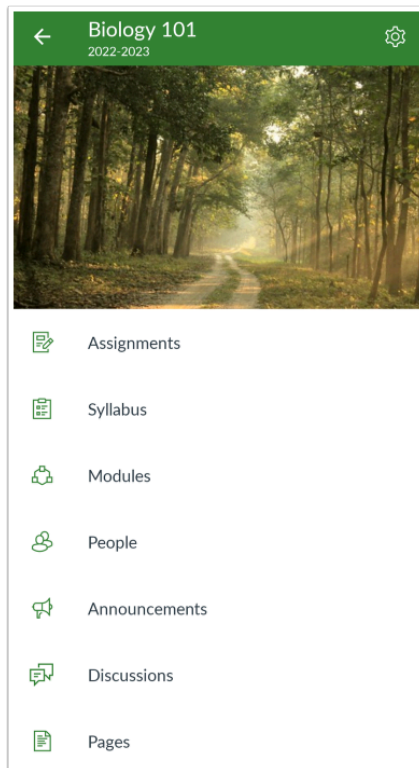 Biology 101
2022-2023
Assignments
Syllabus
Modules
People
Announcements
Discussions
Pages